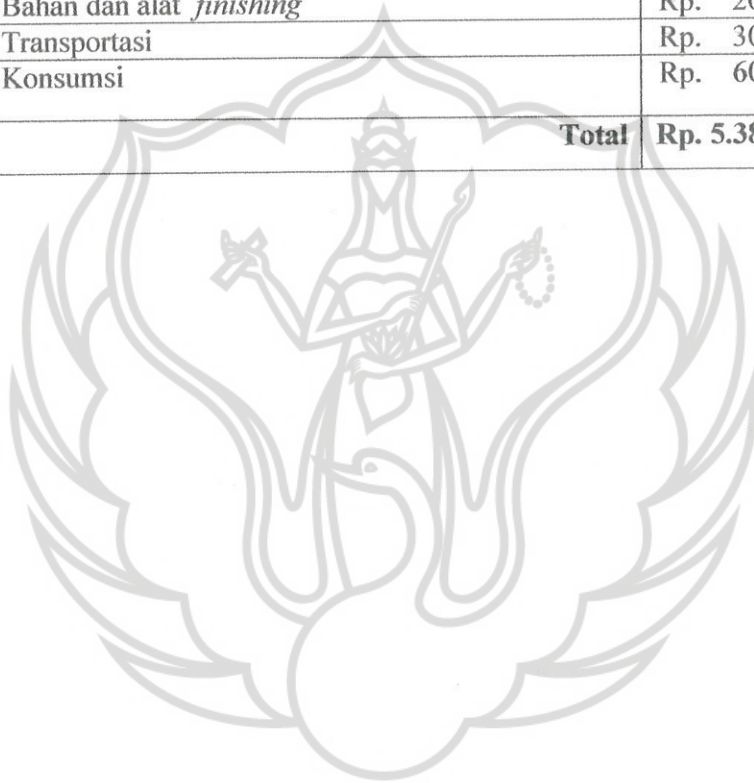 Bahan dan alat finishing Rp. 20
Transportasi Rp. 30
Konsumsi Rp. 60
Total Rp. 5.38